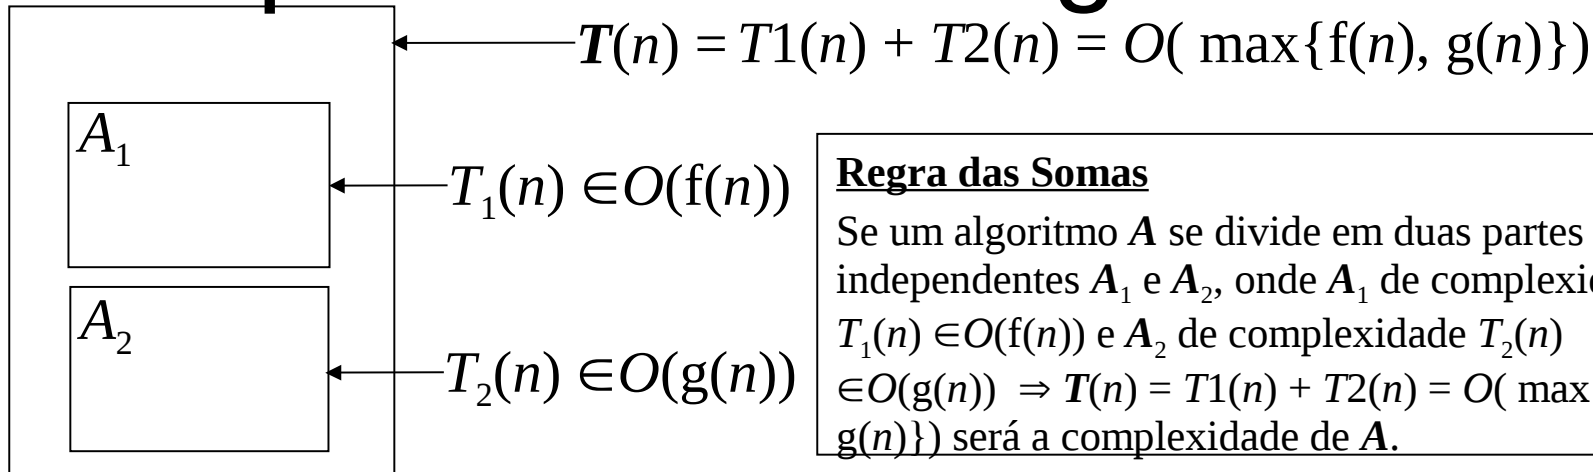 T(n) = T1(n) + T2(n) = O( max{f(n), g(n)})
A₁
T₁(n) ∈O(f(n))
A₂
T₂(n) ∈O(g(n))
Regra das Somas
Se um algoritmo A se divide em duas partes
independentes A₁ e A₂, onde A₁ de
T₁(n) ∈O(f(n)) e A₂ de complexidade T₂(n)
∈O(g(n)) ⇒ T(n) = T1(n) + T2(n) = O( max
g(n)}) será a complexidade de A.